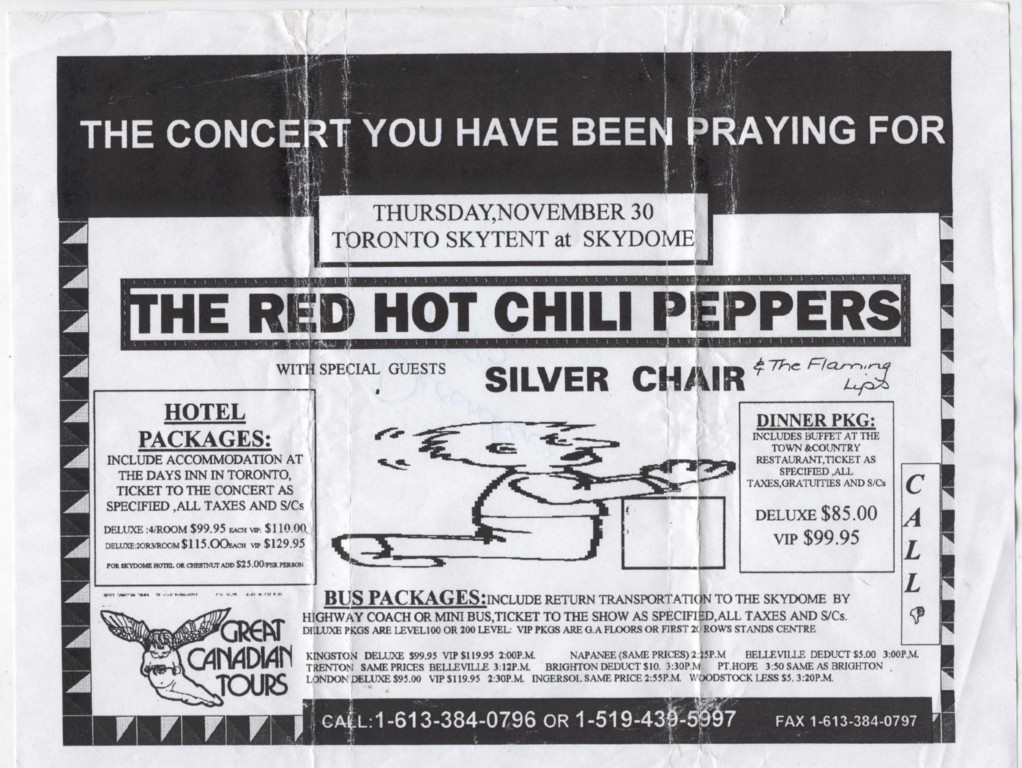 THE CONCERT YOU HAVE BEEN PRAYING FOR
THURSDAY,NOVEMBER 30
TORONTO SKYTENT at SKYDOME
THE RED HOT CHILI PEPPERS
WITH SPECIAL GUESTS SILVER CHAIR & The Flaming
Lips
HOTEL
PACKAGES:
INCLUDE ACCOMMODATION AT
THE DAYS INN IN TORONTO,
TICKET TO THE CONCERT AS
SPECIFIED ,ALL TAXES AND S/Cs
DELUXE :4/ROOM $99.95 EACH VIP: $110.00
DELUXE:2OR3/ROOM $115.OOEACH VIP $129.95
FOR SKYDOME HOTEL OR CHESTNUT ADD $25.00/PER PERSON
DINNER PKG:
INCLUDES BUFFET AT THE
TOWN &COUNTRY
RESTAURANT,TICKET AS
SPECIFIED ,ALL
TAXES,GRATUITIES AND S/Cs
DELUXE $85.00
VIP $99.95
CALL
GREAT
CANADIAN
TOURS
BUS PACKAGES:INCLUDE RETURN TRANSPORTATION TO THE SKYDOME BY
HIGHWAY COACH OR MINI BUS,TICKET TO THE SHOW AS SPECIFIED,ALL TAXES AND S/Cs.
DELUXE PKGS ARE LEVEL100 OR 200 LEVEL: VIP PKGS ARE G.A FLOORS OR FIRST 20 ROWS STANDS CENTRE
KINGSTON DELUXE $99.95 VIP $119.95 2:00P.M. NAPANEE (SAME PRICES) 2:25P.M BELLEVILLE DEDUCT $5.00 3:00P.M.
TRENTON SAME PRICES BELLEVILLE 3:12P.M. BRIGHTON DEDUCT $10. 3:30P.M. PT.HOPE 3:50 SAME AS BRIGHTON
LONDON DELUXE $95.00 VIP $119.95 2:30P.M. INGERSOL SAME PRICE 2:55P.M. WOODSTOCK LESS $5. 3:20P.M.
CALL:1-613-384-0796 OR 1-519-439-5997 FAX 1-613-384-0797